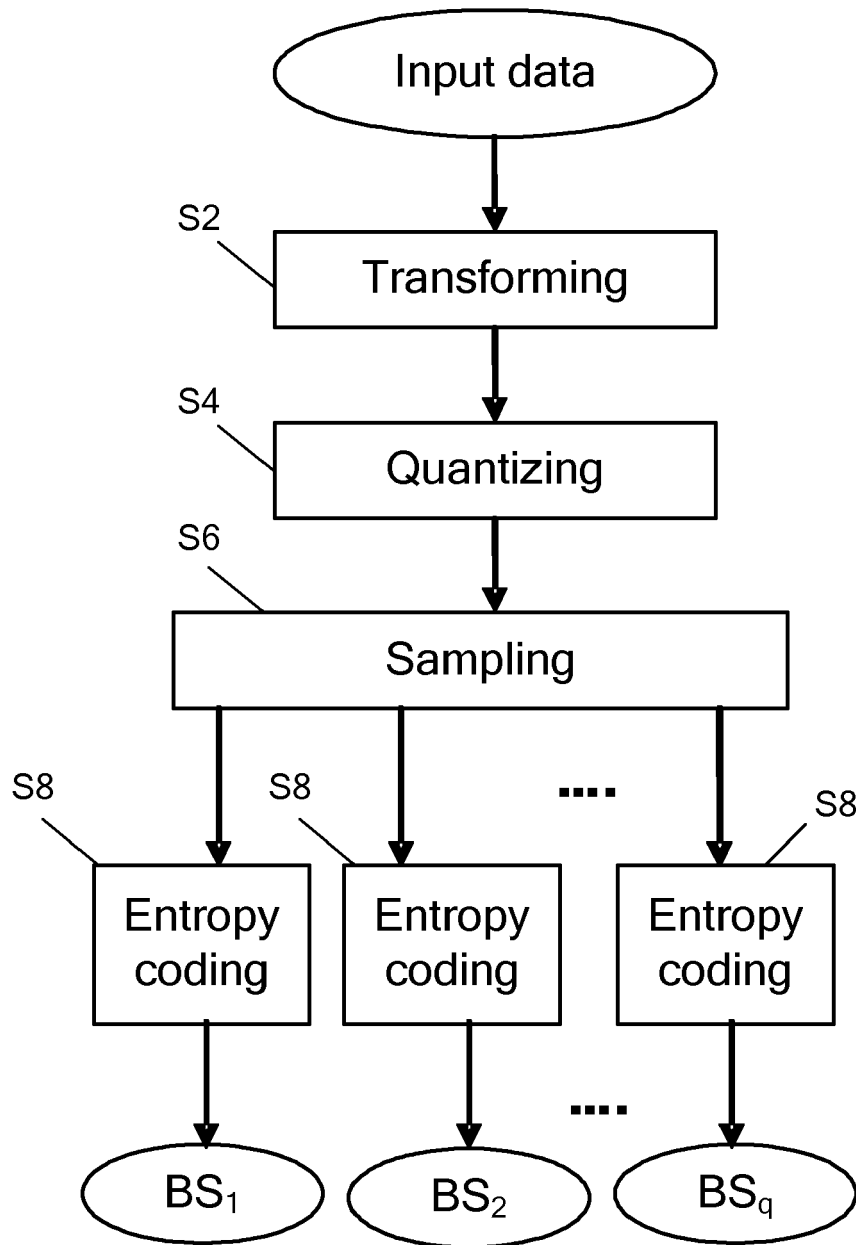 Input data
S2
Transforming
S4
Quantizing
S6
Sampling
S8
S8
....
S8
Entropy
coding
Entropy
coding
Entropy
coding
....
BS₁
BS₂
BSq